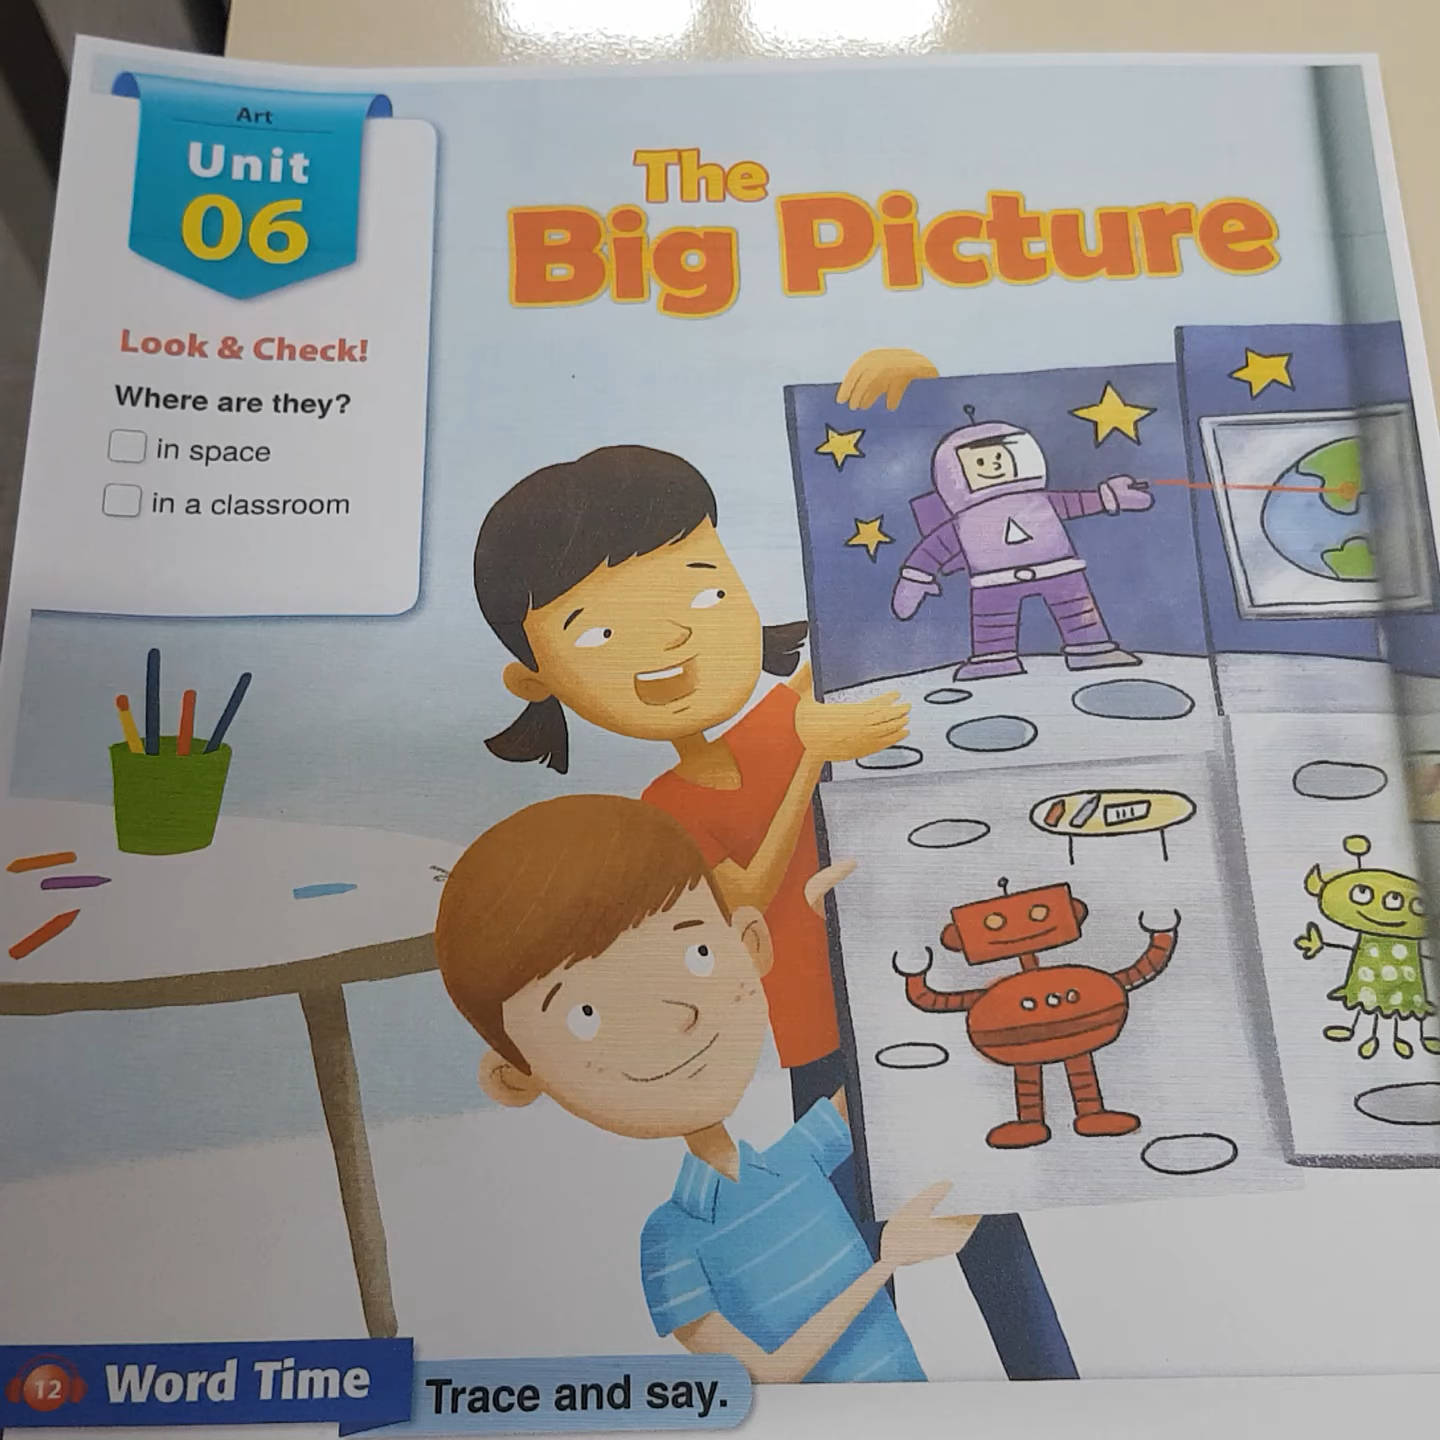 Art
Unit
06
The
Big Picture
Look & Check!
Where are they?
in space
in a classroom
12 Word Time
Trace and say.